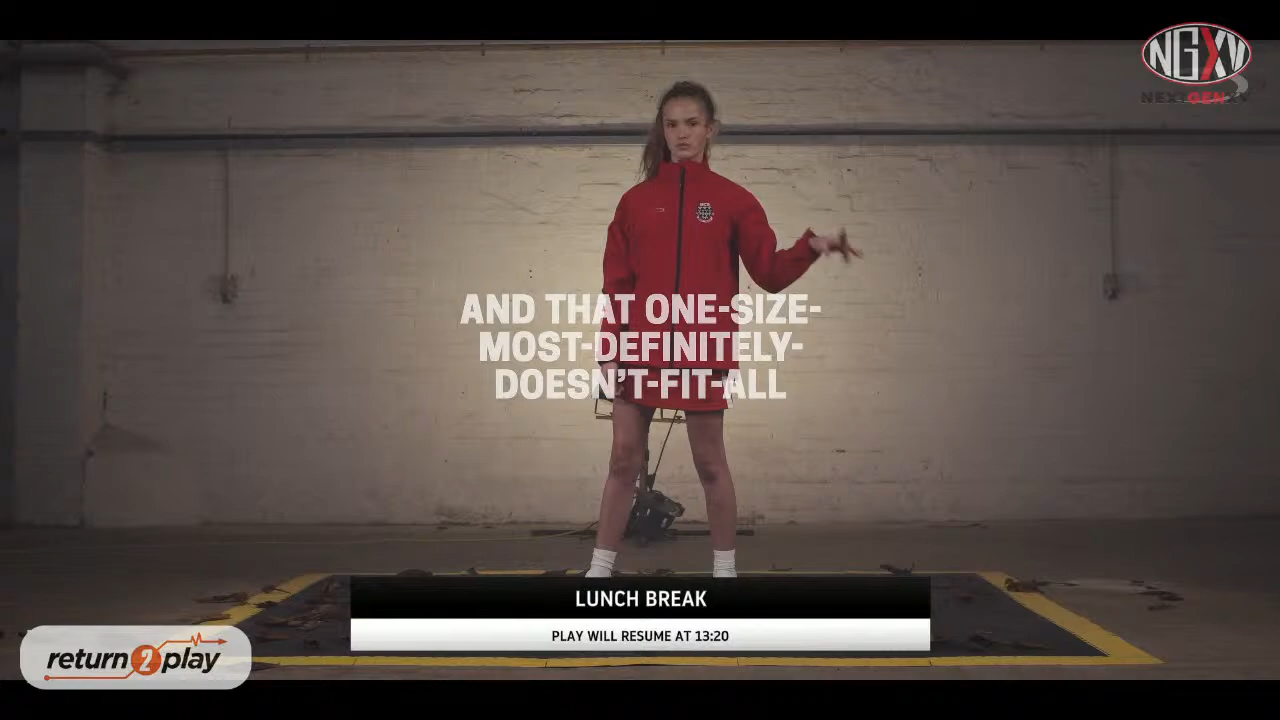 NGXV
NEXTGENXV
AND THAT ONE-SIZE-
MOST-DEFINITELY-
DOESN'T-FIT-ALL
LUNCH BREAK
PLAY WILL RESUME AT 13:20
return2play